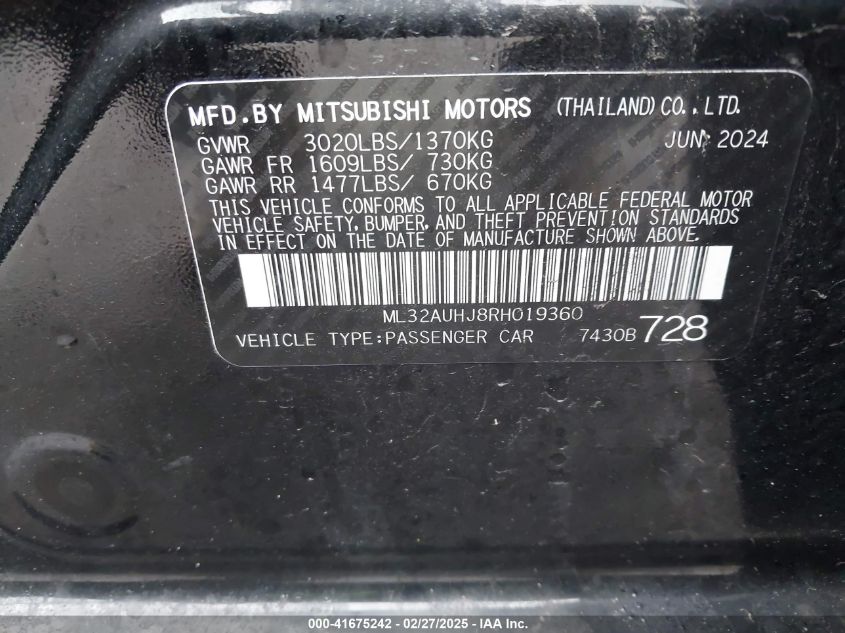 MFD.BY MITSUBISHI MOTORS (THAILAND) CO., LTD.
GVWR 3020LBS/1370KG JUN, 2024
GAWR FR 1609LBS/ 730KG
GAWR RR 1477LBS/ 670KG
THIS VEHICLE CONFORMS TO ALL APPLICABLE FEDERAL MOTOR
VEHICLE SAFETY, BUMPER, AND THEFT PREVENTION STANDARDS
IN EFFECT ON THE DATE OF MANUFACTURE SHOWN ABOVE.
ML32AUHJ8RH019360
VEHICLE TYPE:PASSENGER CAR 7430B 728
000-41675242 - 02/27/2025 - IAA Inc.